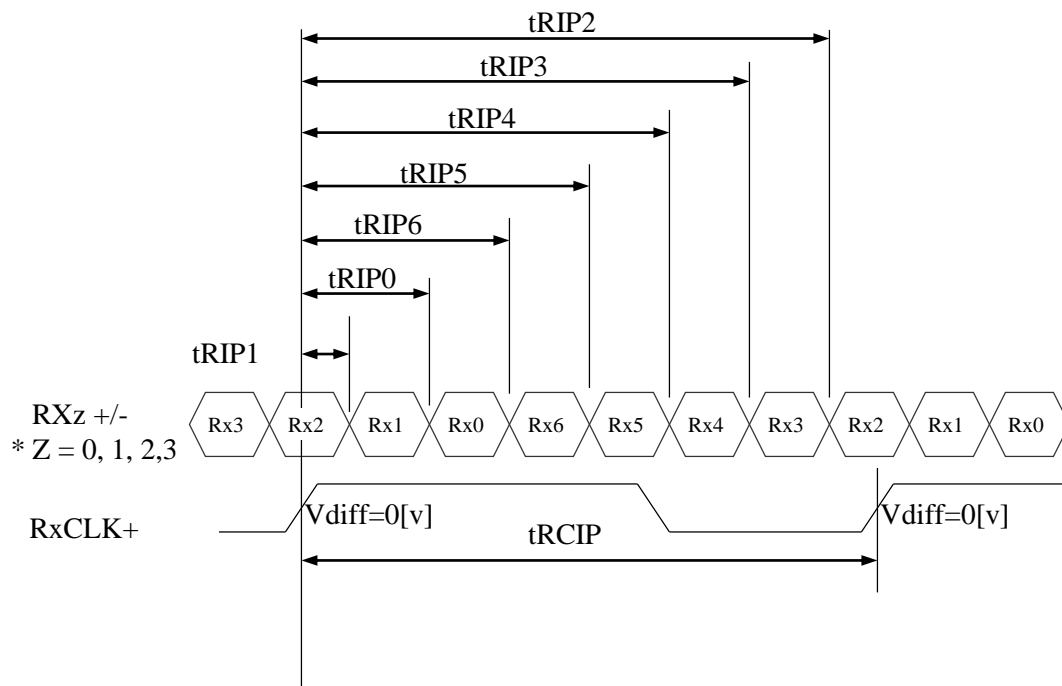 tRIP2
tRIP3
tRIP4
tRIP5
tRIP6
tRIP0
tRIP1
RXz +/-
* Z = 0, 1, 2,3
Rx3 Rx2 Rx1 Rx0 Rx6 Rx5 Rx4 Rx3 Rx2 Rx1 Rx0
RxCLK+
Vdiff=0[v] Vdiff=0[v]
tRCIP